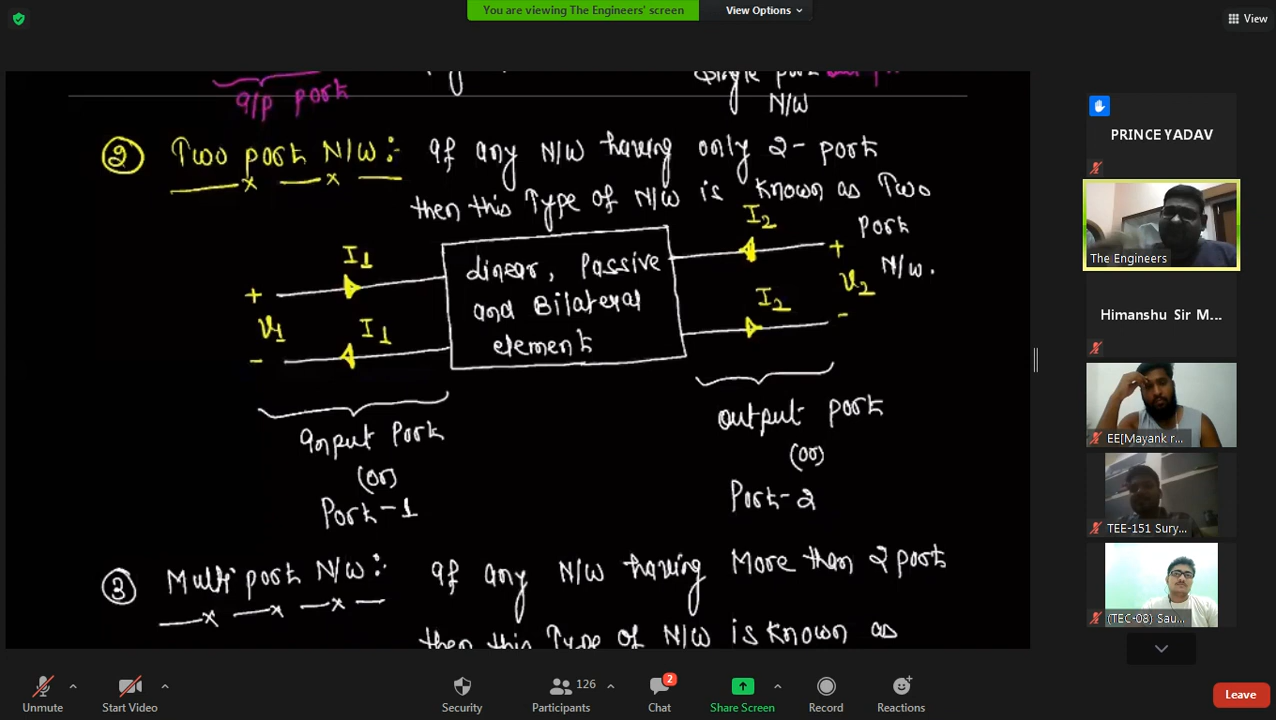 You are viewing The Engineers' screen
View Options
View
i/p port
Single port
N/W
② Two port N/W :- If any N/W having only 2-port
then this Type of N/W is known as Two
Port
N/w.
I1
I2
+
V1
-
I1
Linear, Passive
and Bilateral
element
+
V2
-
I2
Input Port
(or)
Port-1
output port
(or)
Port-2
③ Multi port N/W :- If any N/W having More than 2 port
then this Type of N/W is known as
PRINCE YADAV
The Engineers
Himanshu Sir M...
EE[Mayank r...
TEE-151 Sury...
(TEC-08) Sau...
Unmute
Start Video
Security
126
Participants
2
Chat
Share Screen
Record
Reactions
Leave